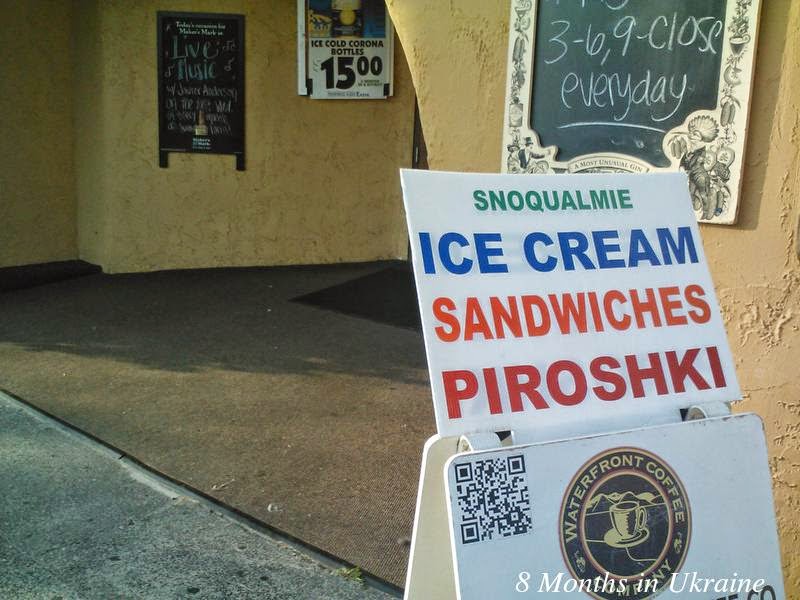 Today's occasion for
Maker's Mark is
Live
Music
ICE COLD CORONA
BOTTLES
$15.00
3-6, 9-Close
everyday
A MOST UNUSUAL GIN
SNOQUALMIE
ICE CREAM
SANDWICHES
PIROSHKI
WATERFRONT COFFEE
COMPANY
8 Months in Ukraine